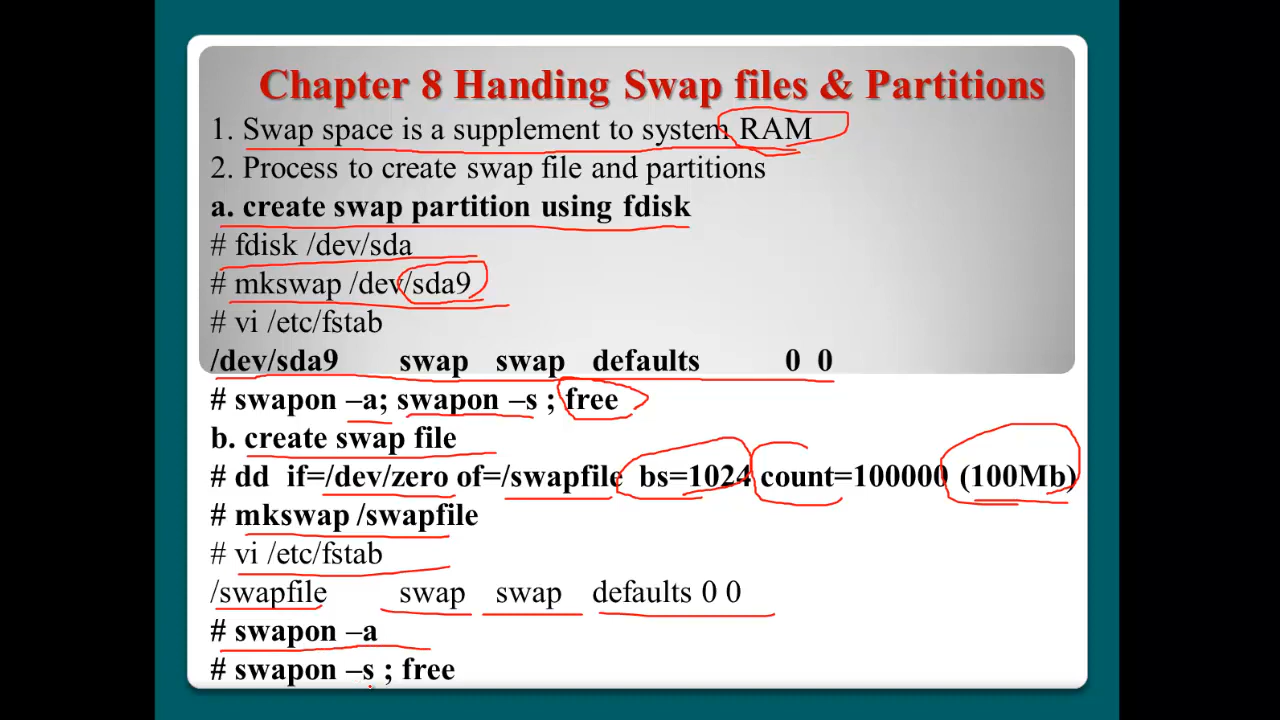 Chapter 8 Handing Swap files & Partitions
1. Swap space is a supplement to system RAM
2. Process to create swap file and partitions
a. create swap partition using fdisk
# fdisk /dev/sda
# mkswap /dev/sda9
# vi /etc/fstab
/dev/sda9 swap swap defaults 0 0
# swapon –a; swapon –s ; free
b. create swap file
# dd if=/dev/zero of=/swapfile bs=1024 count=100000 (100Mb)
# mkswap /swapfile
# vi /etc/fstab
/swapfile swap swap defaults 0 0
# swapon –a
# swapon –s ; free